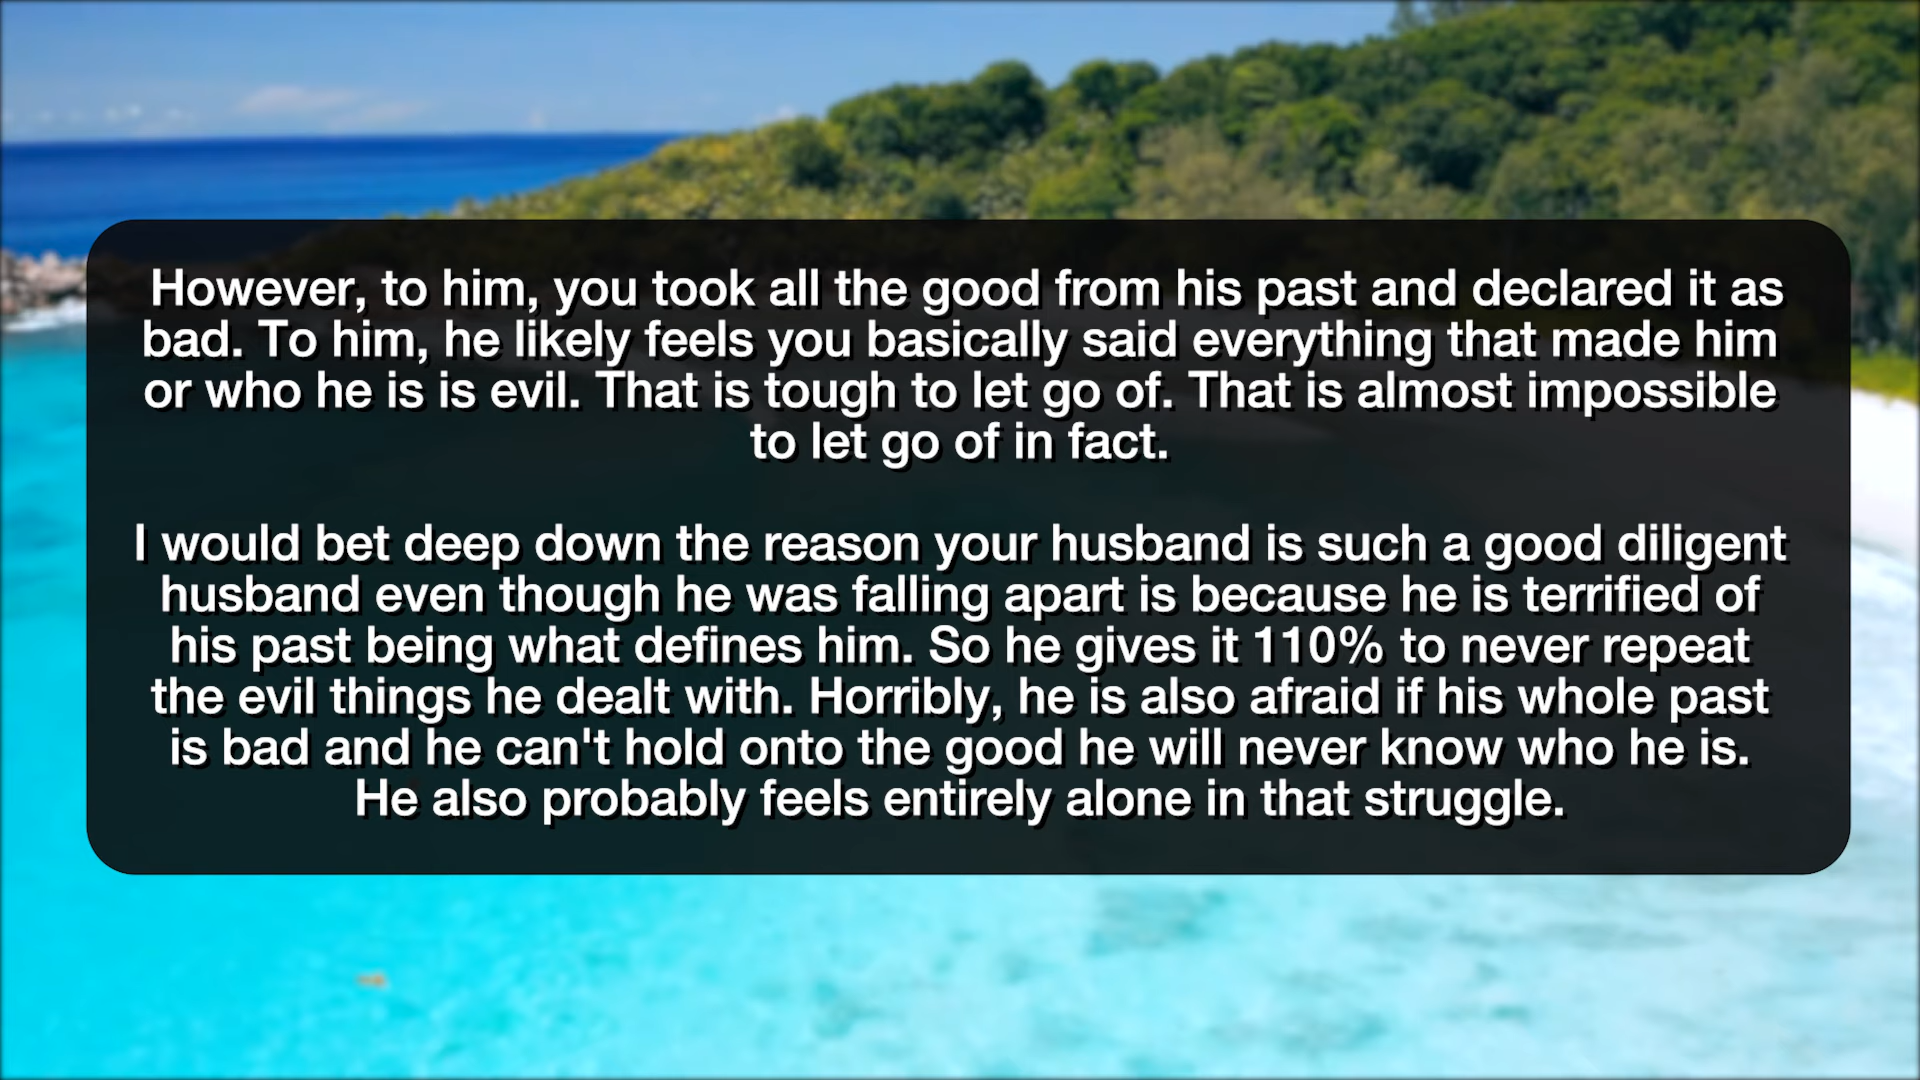 However, to him, you took all the good from his past and declared it as
bad. To him, he likely feels you basically said everything that made him
or who he is is evil. That is tough to let go of. That is almost impossible
to let go of in fact.
I would bet deep down the reason your husband is such a good diligent
husband even though he was falling apart is because he is terrified of
his past being what defines him. So he gives it 110% to never repeat
the evil things he dealt with. Horribly, he is also afraid if his whole past
is bad and he can't hold onto the good he will never know who he is.
He also probably feels entirely alone in that struggle.